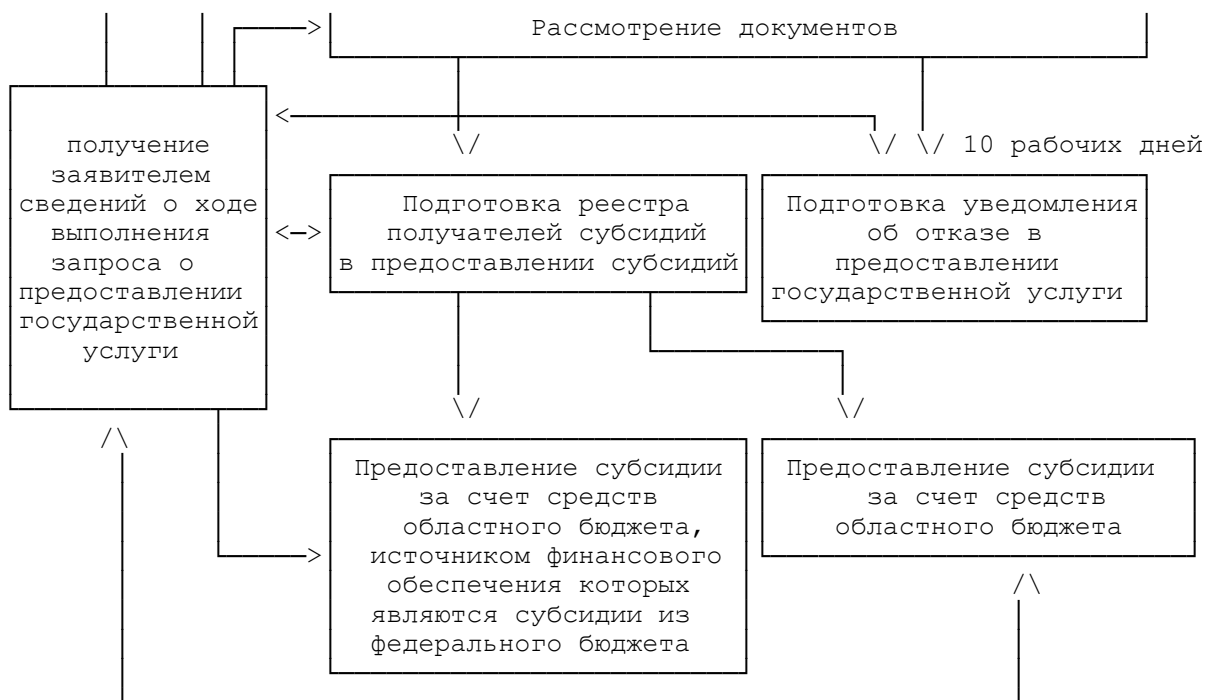 Рассмотрение документов
10 рабочих дней
получение
заявителем
сведений о ходе
выполнения
запроса о
предоставлении
государственной
услуги
Подготовка реестра
получателей субсидий
в предоставлении субсидий
Подготовка уведомления
об отказе в
предоставлении
государственной услуги
Предоставление субсидии
за счет средств
областного бюджета,
источником финансового
обеспечения которых
являются субсидии из
федерального бюджета
Предоставление субсидии
за счет средств
областного бюджета